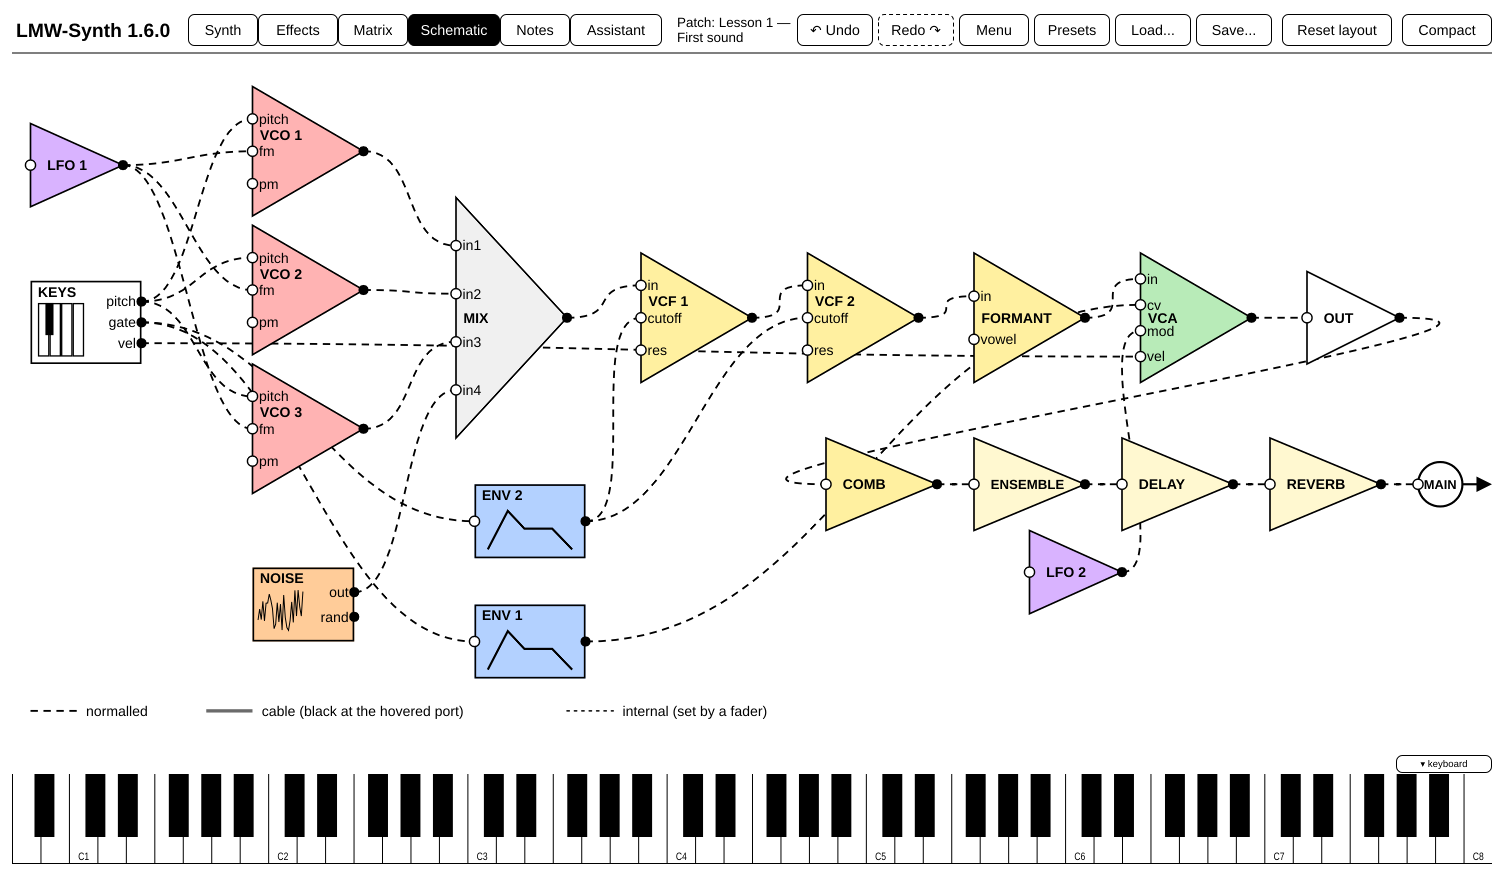 LMW-Synth 1.6.0
Synth
Effects
Matrix
Schematic
Notes
Assistant
Patch: Lesson 1 —
First sound
↶ Undo
Redo ↷
Menu
Presets
Load...
Save...
Reset layout
Compact
LFO 1
pitch
VCO 1
fm
pm
KEYS
pitch
gate
vel
pitch
VCO 2
fm
pm
pitch
VCO 3
fm
pm
in1
in2
MIX
in3
in4
in
VCF 1
cutoff
res
in
VCF 2
cutoff
res
in
FORMANT
vowel
in
cv
VCA
mod
vel
OUT
COMB
ENSEMBLE
DELAY
REVERB
MAIN
ENV 2
LFO 2
NOISE
out
rand
ENV 1
normalled
cable (black at the hovered port)
internal (set by a fader)
▾ keyboard
C1
C2
C3
C4
C5
C6
C7
C8